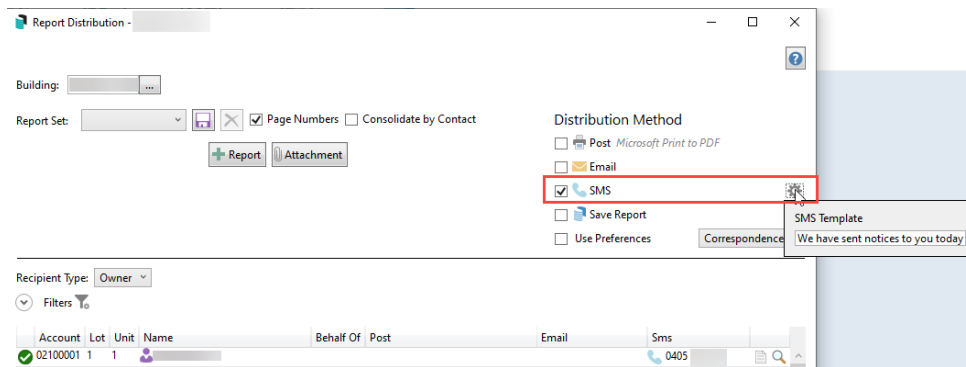 Report Distribution -
Building: ...
Report Set: Page Numbers Consolidate by Contact
Report Attachment
Distribution Method
Post Microsoft Print to PDF
Email
SMS
Save Report
Use Preferences Correspondence
SMS Template
We have sent notices to you today
Recipient Type: Owner
Filters
Account Lot Unit Name Behalf Of Post Email Sms
02100001 1 1 0405